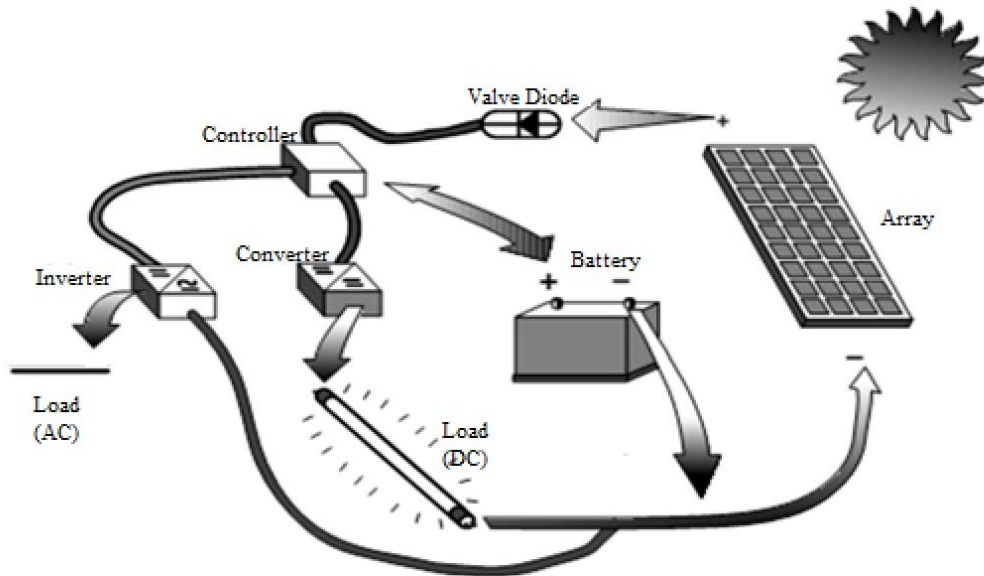 Valve Diode
Controller
+
Array
Converter
Battery
Inverter
+ −
−
Load
(AC)
Load
(DC)